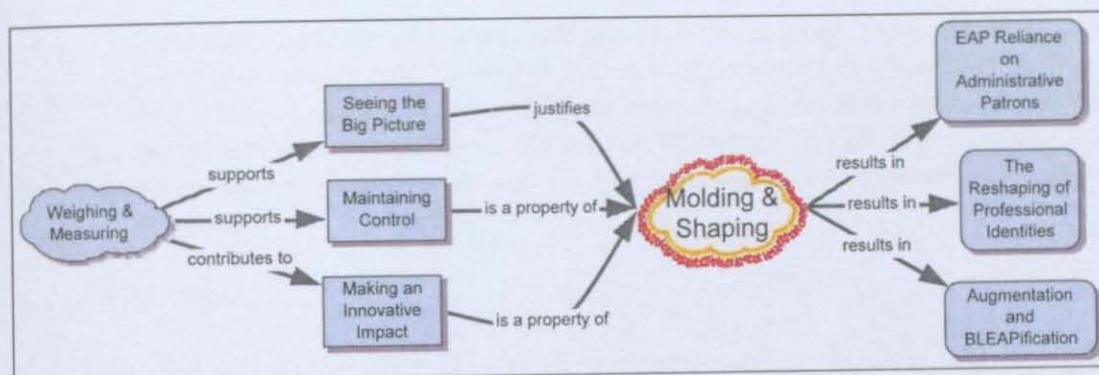 Weighing &
Measuring
supports
supports
contributes to
Seeing the
Big Picture
Maintaining
Control
Making an
Innovative
Impact
justifies
is a property of
is a property of
Molding &
Shaping
results in
results in
results in
EAP Reliance
on
Administrative
Patrons
The
Reshaping of
Professional
Identities
Augmentation
and
BLEAPification